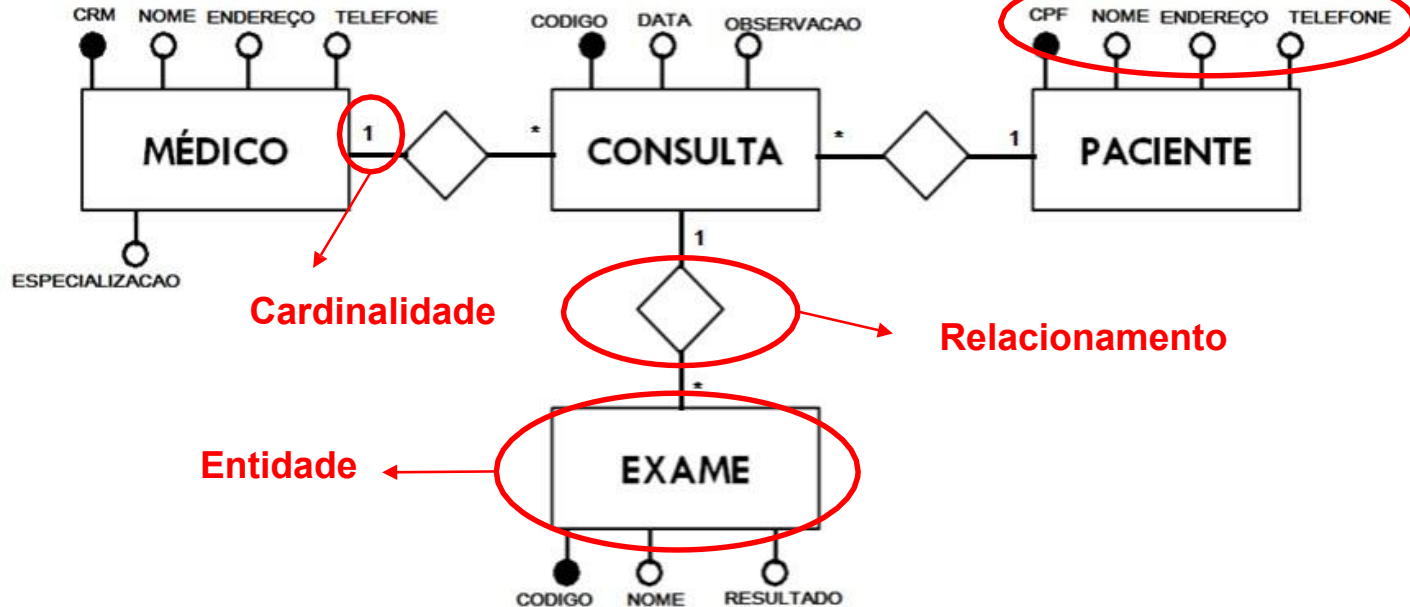 CRM NOME ENDEREÇO TELEFONE
CODIGO DATA OBSERVACAO
CPF NOME ENDEREÇO TELEFONE
MÉDICO 1 * CONSULTA * 1 PACIENTE
ESPECIALIZACAO
1
Cardinalidade
Relacionamento
*
Entidade
EXAME
CODIGO NOME RESULTADO